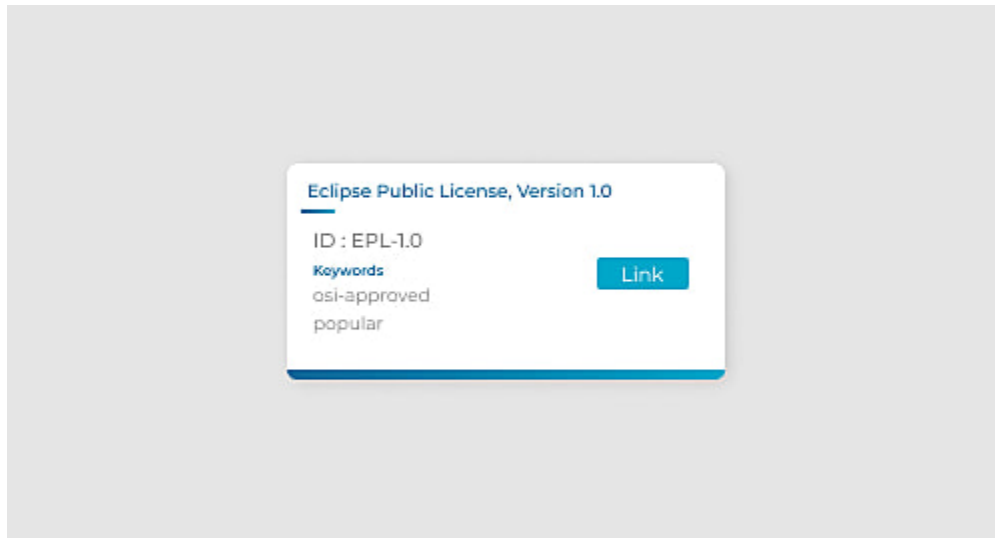 Eclipse Public License, Version 1.0
ID : EPL-1.0
Keywords
Link
osi-approved
popular